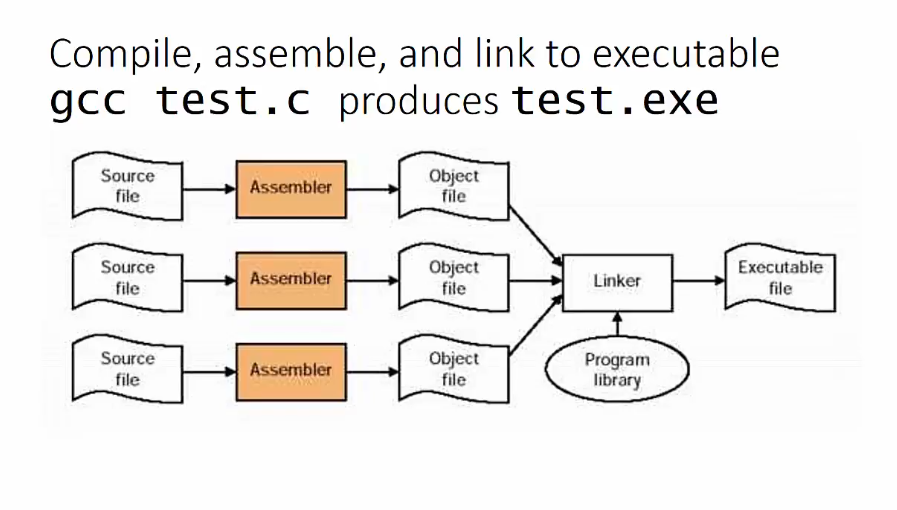 Compile, assemble, and link to executable
gcc test.c produces test.exe
Source
file
Assembler
Object
file
Source
file
Assembler
Object
file
Linker
Executable
file
Source
file
Assembler
Object
file
Program
library